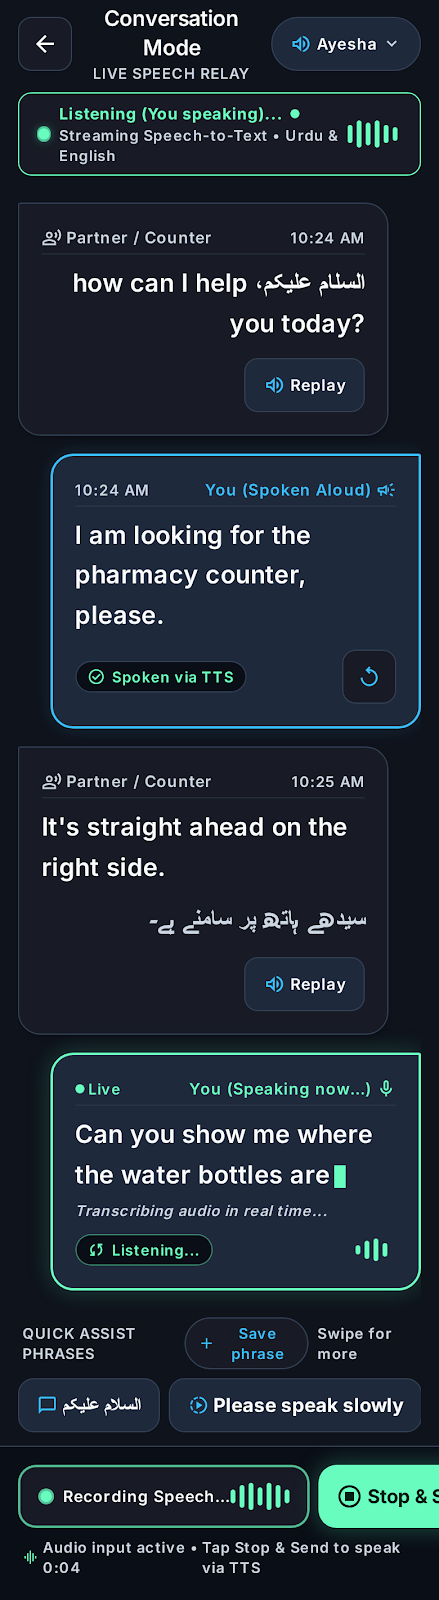 Conversation
Mode
LIVE SPEECH RELAY
Ayesha
Listening (You speaking)...
Streaming Speech-to-Text • Urdu &
English
Partner / Counter 10:24 AM
السلام علیکم، how can I help
you today?
Replay
10:24 AM You (Spoken Aloud)
I am looking for the
pharmacy counter,
please.
Spoken via TTS
Partner / Counter 10:25 AM
It's straight ahead on the
right side.
سیدھے ہاتھ پر سامنے ہے۔
Replay
Live You (Speaking now...)
Can you show me where
the water bottles are
Transcribing audio in real time...
Listening...
QUICK ASSIST
PHRASES
+ Save
phrase
Swipe for
more
السلام علیکم
Please speak slowly
Recording Speech...
Stop & S
Audio input active •
0:04
Tap Stop & Send to speak
via TTS